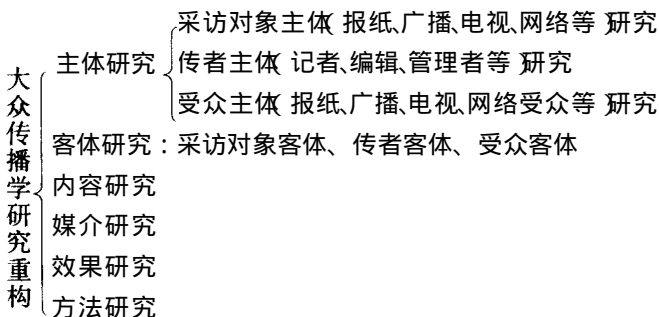 大众传播学研究重构
主体研究
采访对象主体(报纸、广播、电视、网络等)研究
传者主体(记者、编辑、管理者等)研究
受众主体(报纸、广播、电视、网络受众等)研究
客体研究:采访对象客体、传者客体、受众客体
内容研究
媒介研究
效果研究
方法研究